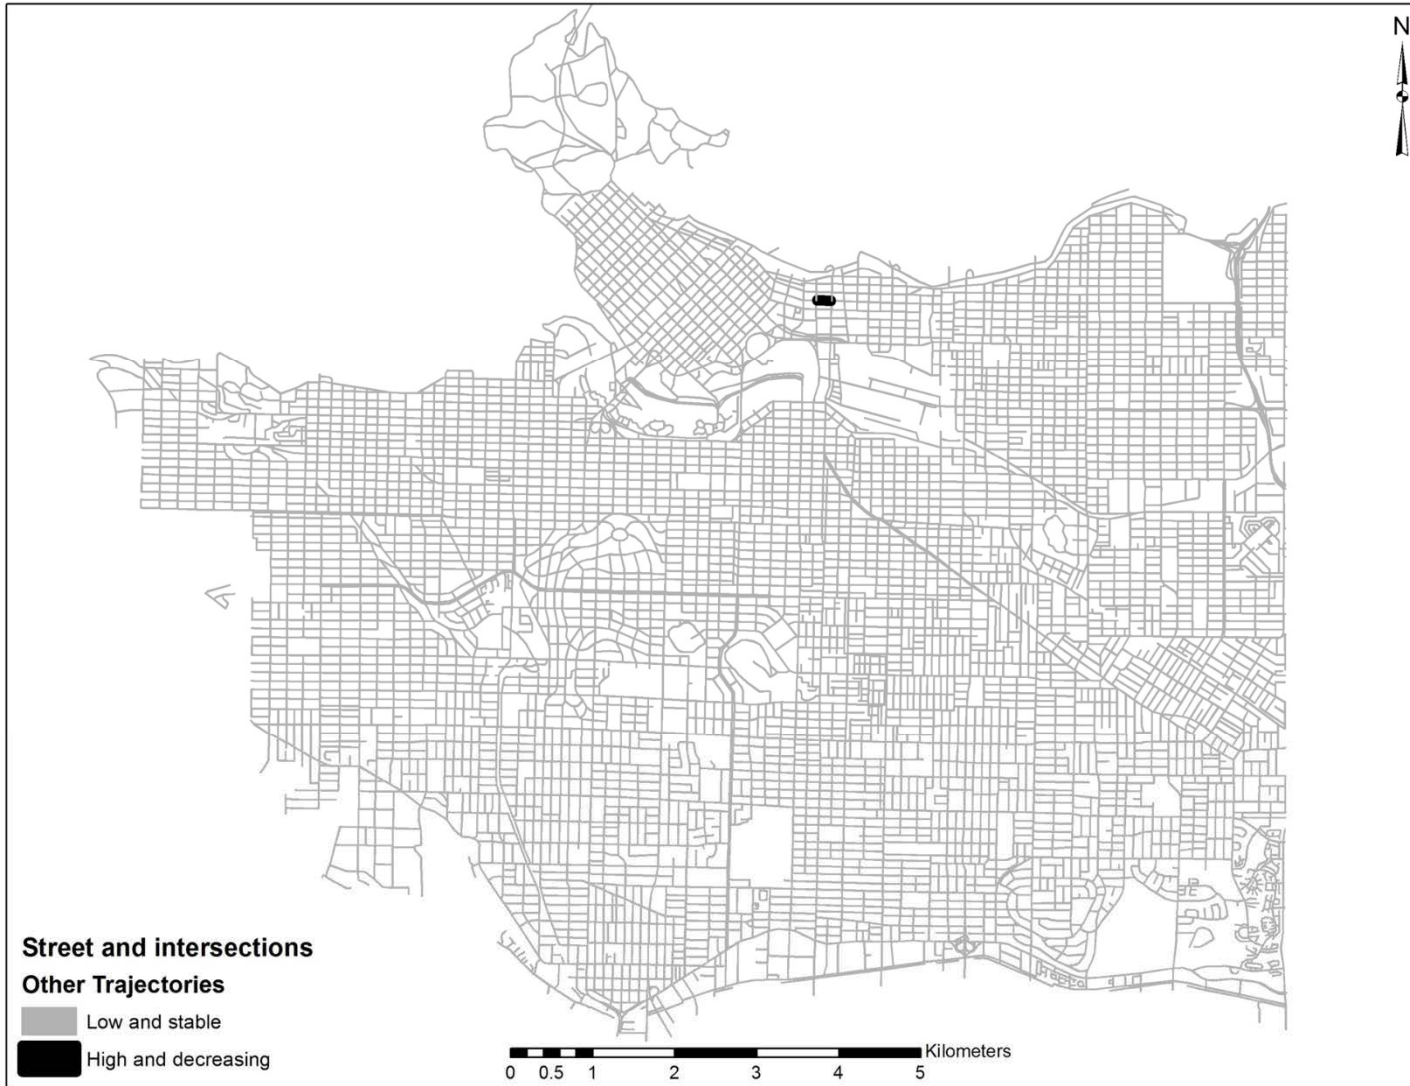 N
Street and intersections
Other Trajectories
Low and stable
High and decreasing
Kilometers
0 0.5 1 2 3 4 5